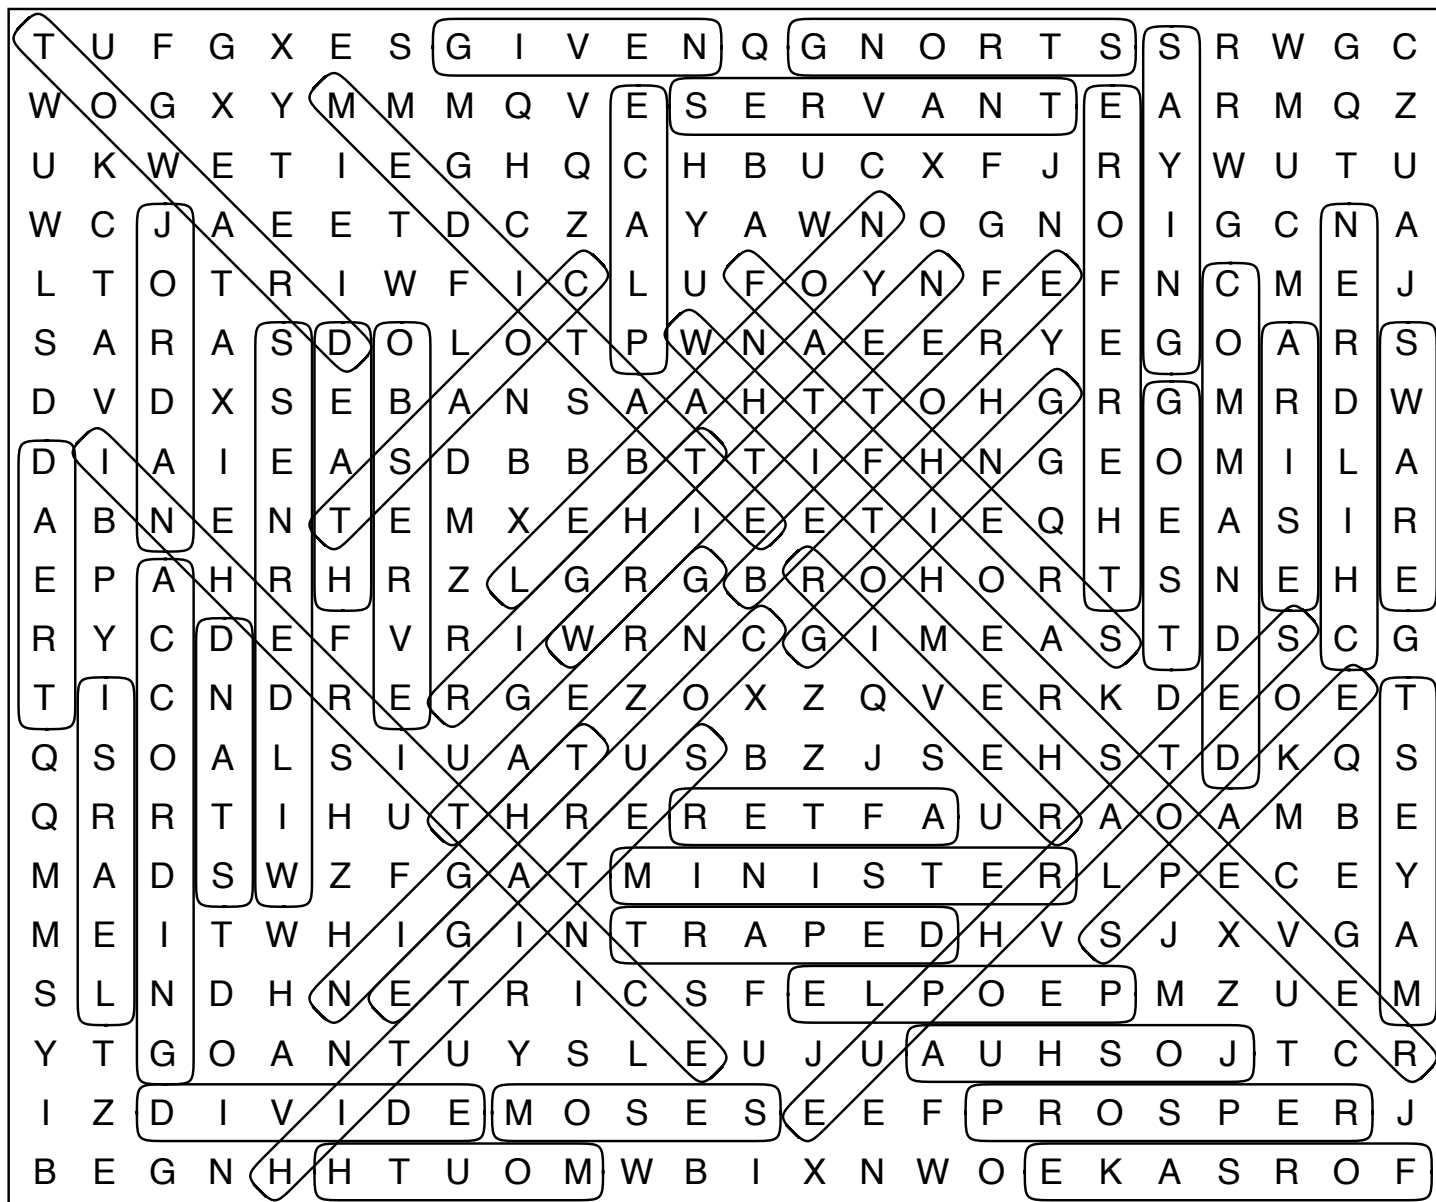 T U F G X E S G I V E N Q G N O R T S S R W G C
W O G X Y M M M Q V E S E R V A N T E A R M Q Z
U K W E T I E G H Q C H B U C X F J R Y W U T U
W C J A E E T D C Z A Y A W N O G N O I G C N A
L T O T R I W F I C L U F O Y N F E F N C M E J
S A R A S D O L O T P W N A E E R Y E G O A R S
D V D X S E B A N S A A H T T O H G R G M R D W
D I A I E A S D B B B T T I F H N G E O M I L A
A B N E N T E M X E H I E E T I E Q H E A S I R
E P A H R H R Z L G R G B R O H O R T S N E H E
R Y C D E F V R I W R N C G I M E A S T D S C G
T I C N D R E R G E Z O X Z Q V E R K D E O E T
Q S O A L S I U A T U S B Z J S E H S T D K Q S
Q R R T I H U T H R E R E T F A U R A O A M B E
M A D S W Z F G A T M I N I S T E R L P E C E Y
M E I T W H I G I N T R A P E D H V S J X V G A
S L N D H N E T R I C S F E L P O E P M Z U E M
Y T G O A N T U Y S L E U J U A U H S O J T C R
I Z D I V I D E M O S E S E E F P R O S P E R J
B E G N H H T U O M W B I X N W O E K A S R O F